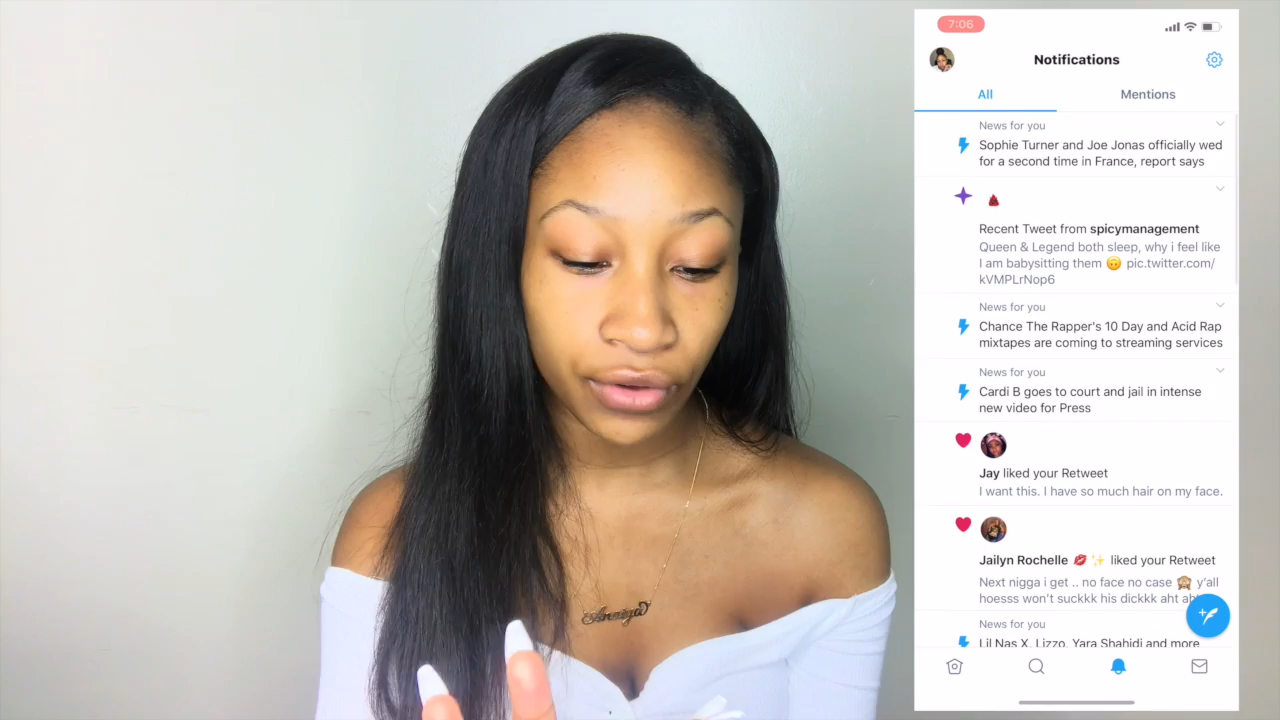 7:06
Notifications
All
Mentions
News for you
Sophie Turner and Joe Jonas officially wed
for a second time in France, report says
Recent Tweet from spicymanagement
Queen & Legend both sleep, why i feel like
I am babysitting them 🙃 pic.twitter.com/
kVMPLrNop6
News for you
Chance The Rapper's 10 Day and Acid Rap
mixtapes are coming to streaming services
News for you
Cardi B goes to court and jail in intense
new video for Press
Jay liked your Retweet
I want this. I have so much hair on my face.
Jailyn Rochelle 💋 ✨ liked your Retweet
Next nigga i get .. no face no case 🙈 y'all
hoesss won't suckkk his dickkk aht aht
News for you
Lil Nas X, Lizzo, Yara Shahidi and more